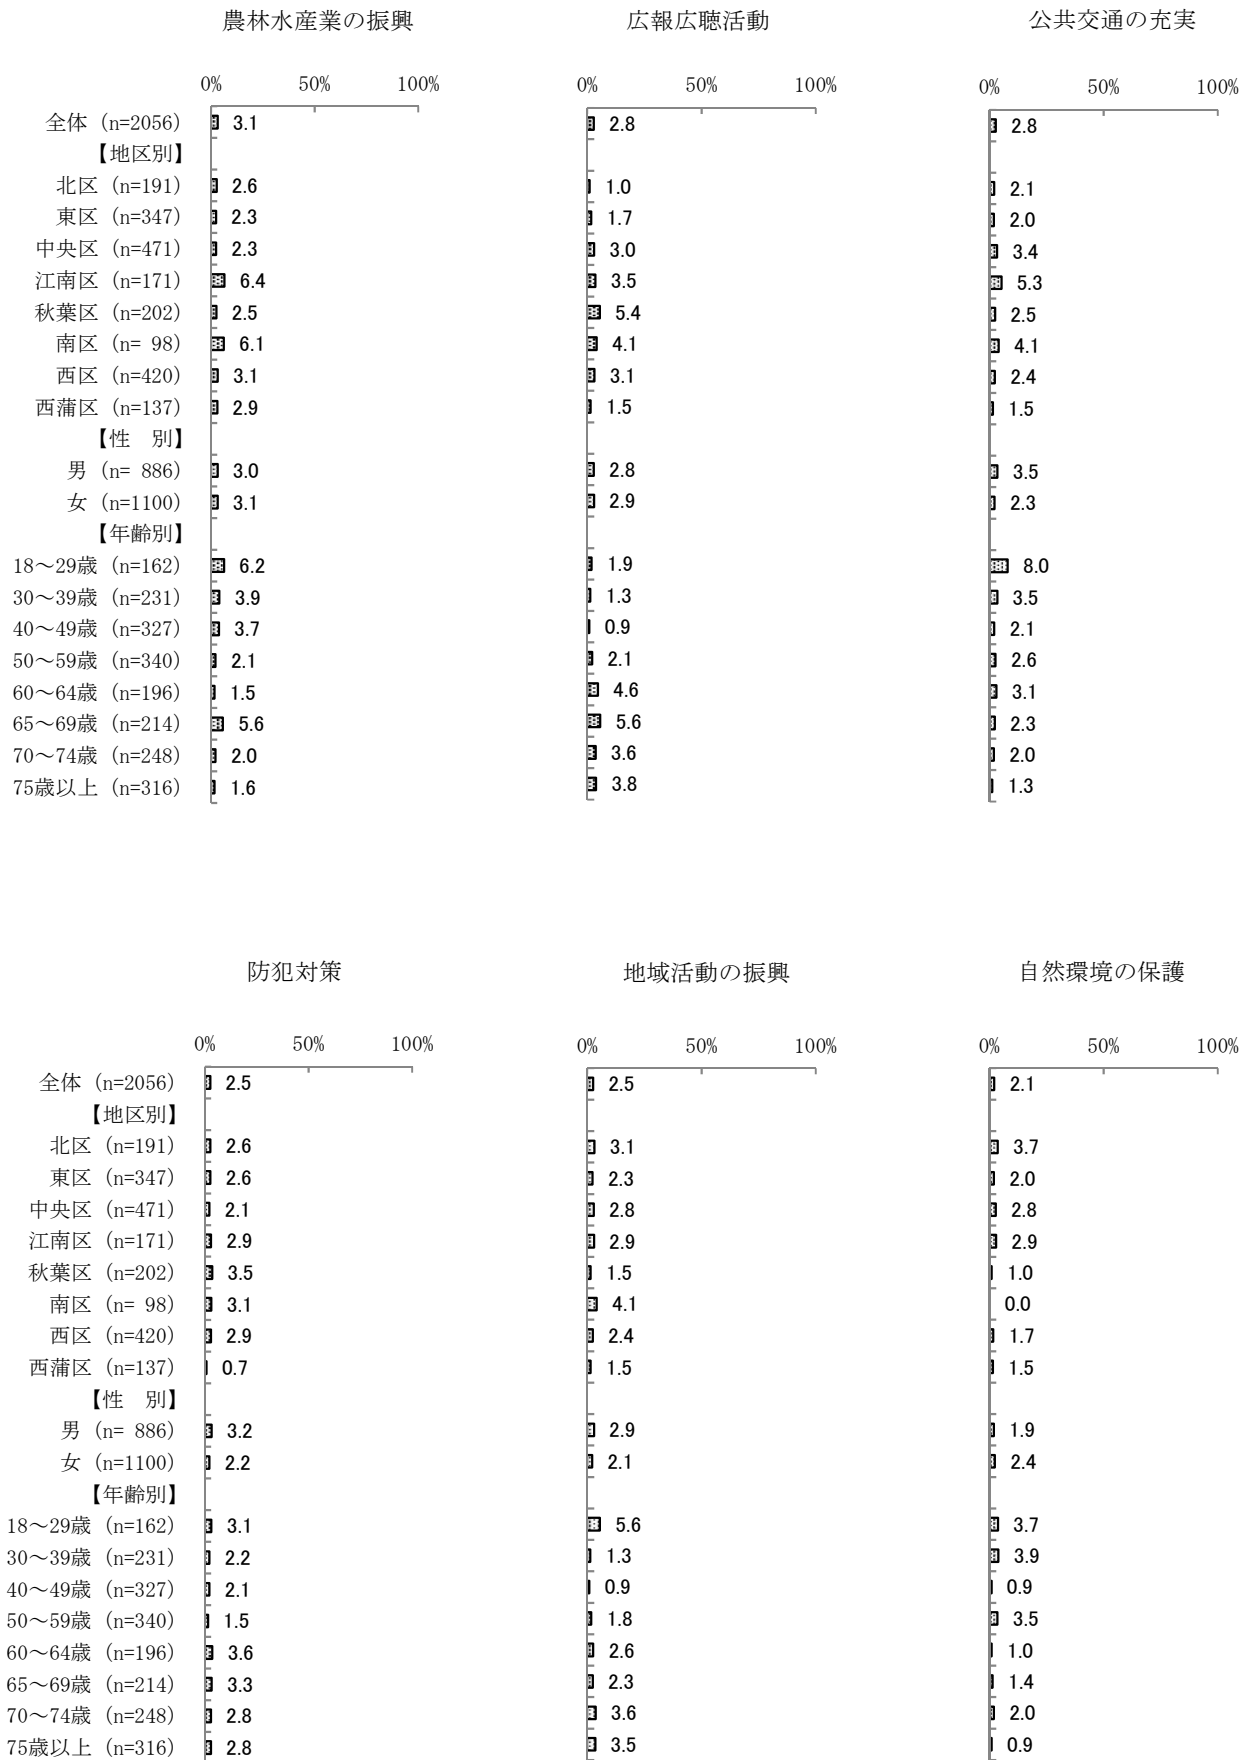 農林水産業の振興 広報広聴活動 公共交通の充実
0% 50% 100% 0% 50% 100% 0% 50% 100%
全体 (n=2056) 3.1 2.8 2.8
【地区別】
北区 (n=191) 2.6 1.0 2.1
東区 (n=347) 2.3 1.7 2.0
中央区 (n=471) 2.3 3.0 3.4
江南区 (n=171) 6.4 3.5 5.3
秋葉区 (n=202) 2.5 5.4 2.5
南区 (n= 98) 6.1 4.1 4.1
西区 (n=420) 3.1 3.1 2.4
西蒲区 (n=137) 2.9 1.5 1.5
【性　別】
男 (n= 886) 3.0 2.8 3.5
女 (n=1100) 3.1 2.9 2.3
【年齢別】
18～29歳 (n=162) 6.2 1.9 8.0
30～39歳 (n=231) 3.9 1.3 3.5
40～49歳 (n=327) 3.7 0.9 2.1
50～59歳 (n=340) 2.1 2.1 2.6
60～64歳 (n=196) 1.5 4.6 3.1
65～69歳 (n=214) 5.6 5.6 2.3
70～74歳 (n=248) 2.0 3.6 2.0
75歳以上 (n=316) 1.6 3.8 1.3
防犯対策 地域活動の振興 自然環境の保護
0% 50% 100% 0% 50% 100% 0% 50% 100%
全体 (n=2056) 2.5 2.5 2.1
【地区別】
北区 (n=191) 2.6 3.1 3.7
東区 (n=347) 2.6 2.3 2.0
中央区 (n=471) 2.1 2.8 2.8
江南区 (n=171) 2.9 2.9 2.9
秋葉区 (n=202) 3.5 1.5 1.0
南区 (n= 98) 3.1 4.1 0.0
西区 (n=420) 2.9 2.4 1.7
西蒲区 (n=137) 0.7 1.5 1.5
【性　別】
男 (n= 886) 3.2 2.9 1.9
女 (n=1100) 2.2 2.1 2.4
【年齢別】
18～29歳 (n=162) 3.1 5.6 3.7
30～39歳 (n=231) 2.2 1.3 3.9
40～49歳 (n=327) 2.1 0.9 0.9
50～59歳 (n=340) 1.5 1.8 3.5
60～64歳 (n=196) 3.6 2.6 1.0
65～69歳 (n=214) 3.3 2.3 1.4
70～74歳 (n=248) 2.8 3.6 2.0
75歳以上 (n=316) 2.8 3.5 0.9